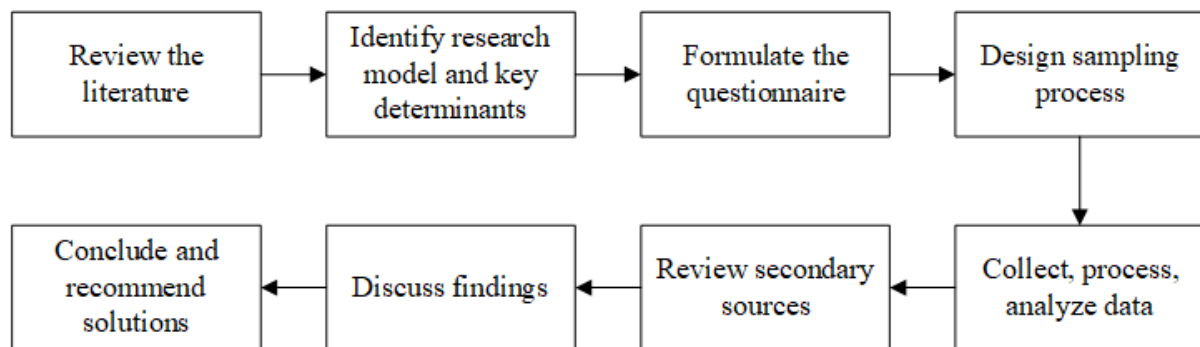 Review the
literature
Identify research
model and key
determinants
Formulate the
questionnaire
Design sampling
process
Collect, process,
analyze data
Review secondary
sources
Discuss findings
Conclude and
recommend
solutions